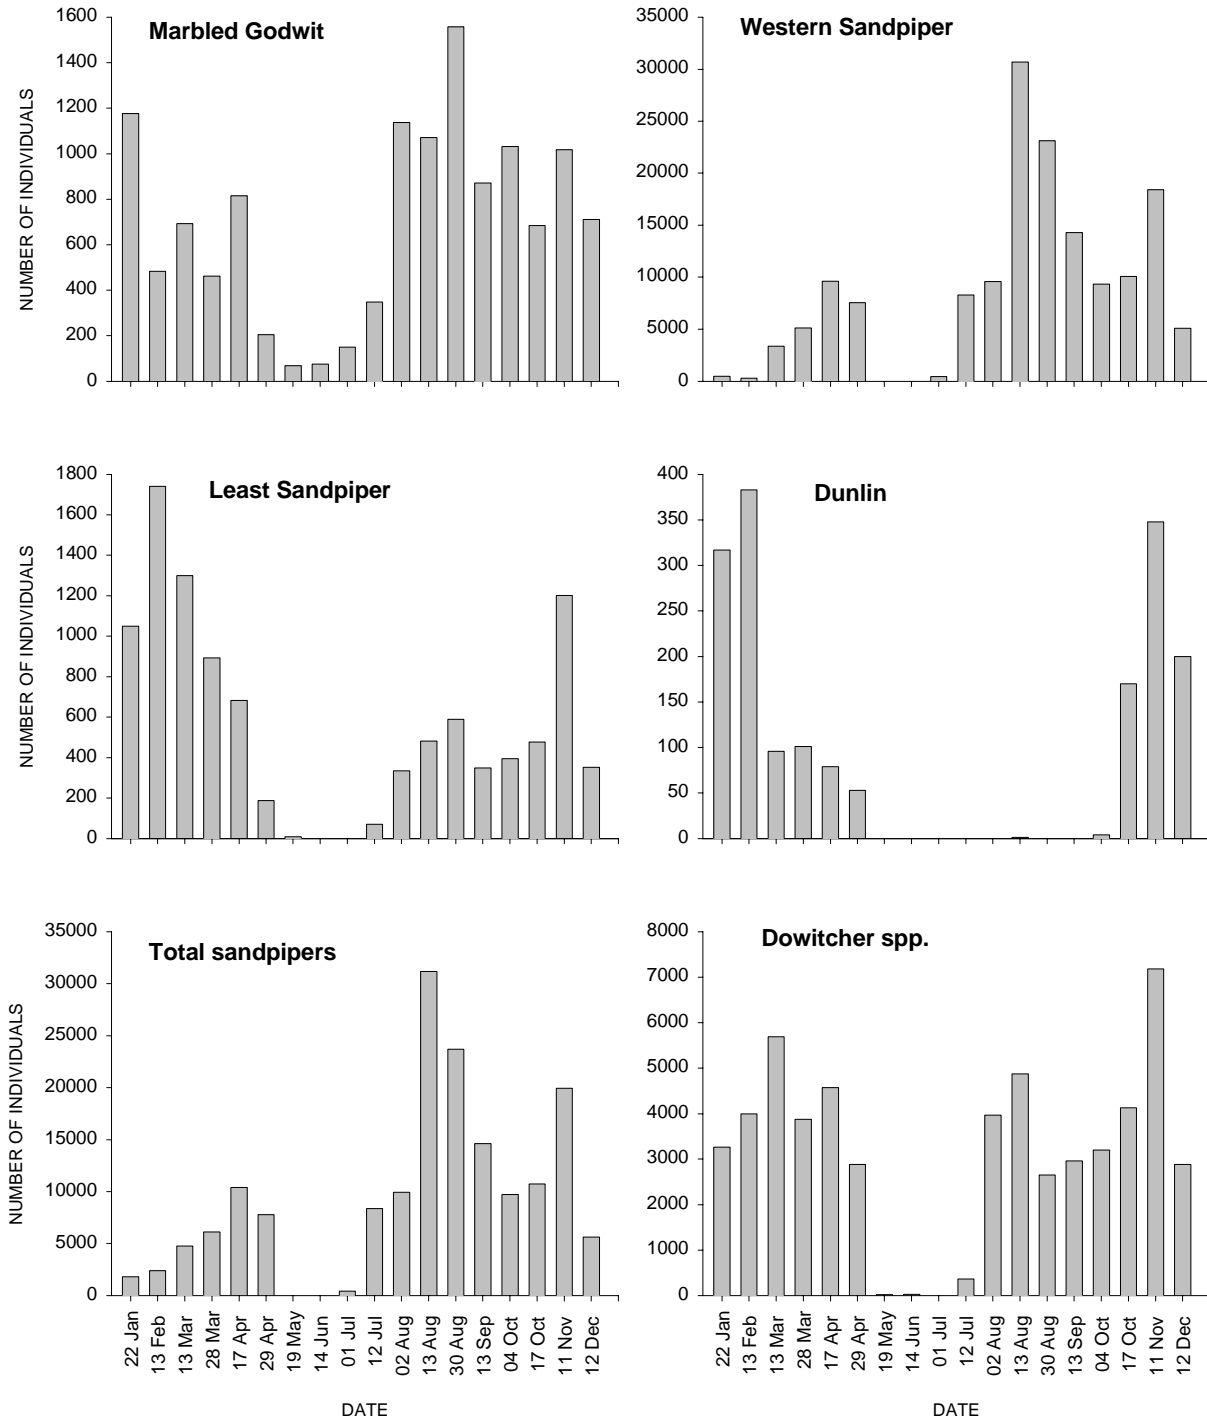 Marbled Godwit
NUMBER OF INDIVIDUALS
1600
1400
1200
1000
800
600
400
200
0
Western Sandpiper
35000
30000
25000
20000
15000
10000
5000
0
Least Sandpiper
NUMBER OF INDIVIDUALS
1800
1600
1400
1200
1000
800
600
400
200
0
Dunlin
400
350
300
250
200
150
100
50
0
Total sandpipers
NUMBER OF INDIVIDUALS
35000
30000
25000
20000
15000
10000
5000
0
22 Jan
13 Feb
13 Mar
28 Mar
17 Apr
29 Apr
19 May
14 Jun
01 Jul
12 Jul
02 Aug
13 Aug
30 Aug
13 Sep
04 Oct
17 Oct
11 Nov
12 Dec
DATE
Dowitcher spp.
8000
7000
6000
5000
4000
3000
2000
1000
0
22 Jan
13 Feb
13 Mar
28 Mar
17 Apr
29 Apr
19 May
14 Jun
01 Jul
12 Jul
02 Aug
13 Aug
30 Aug
13 Sep
04 Oct
17 Oct
11 Nov
12 Dec
DATE